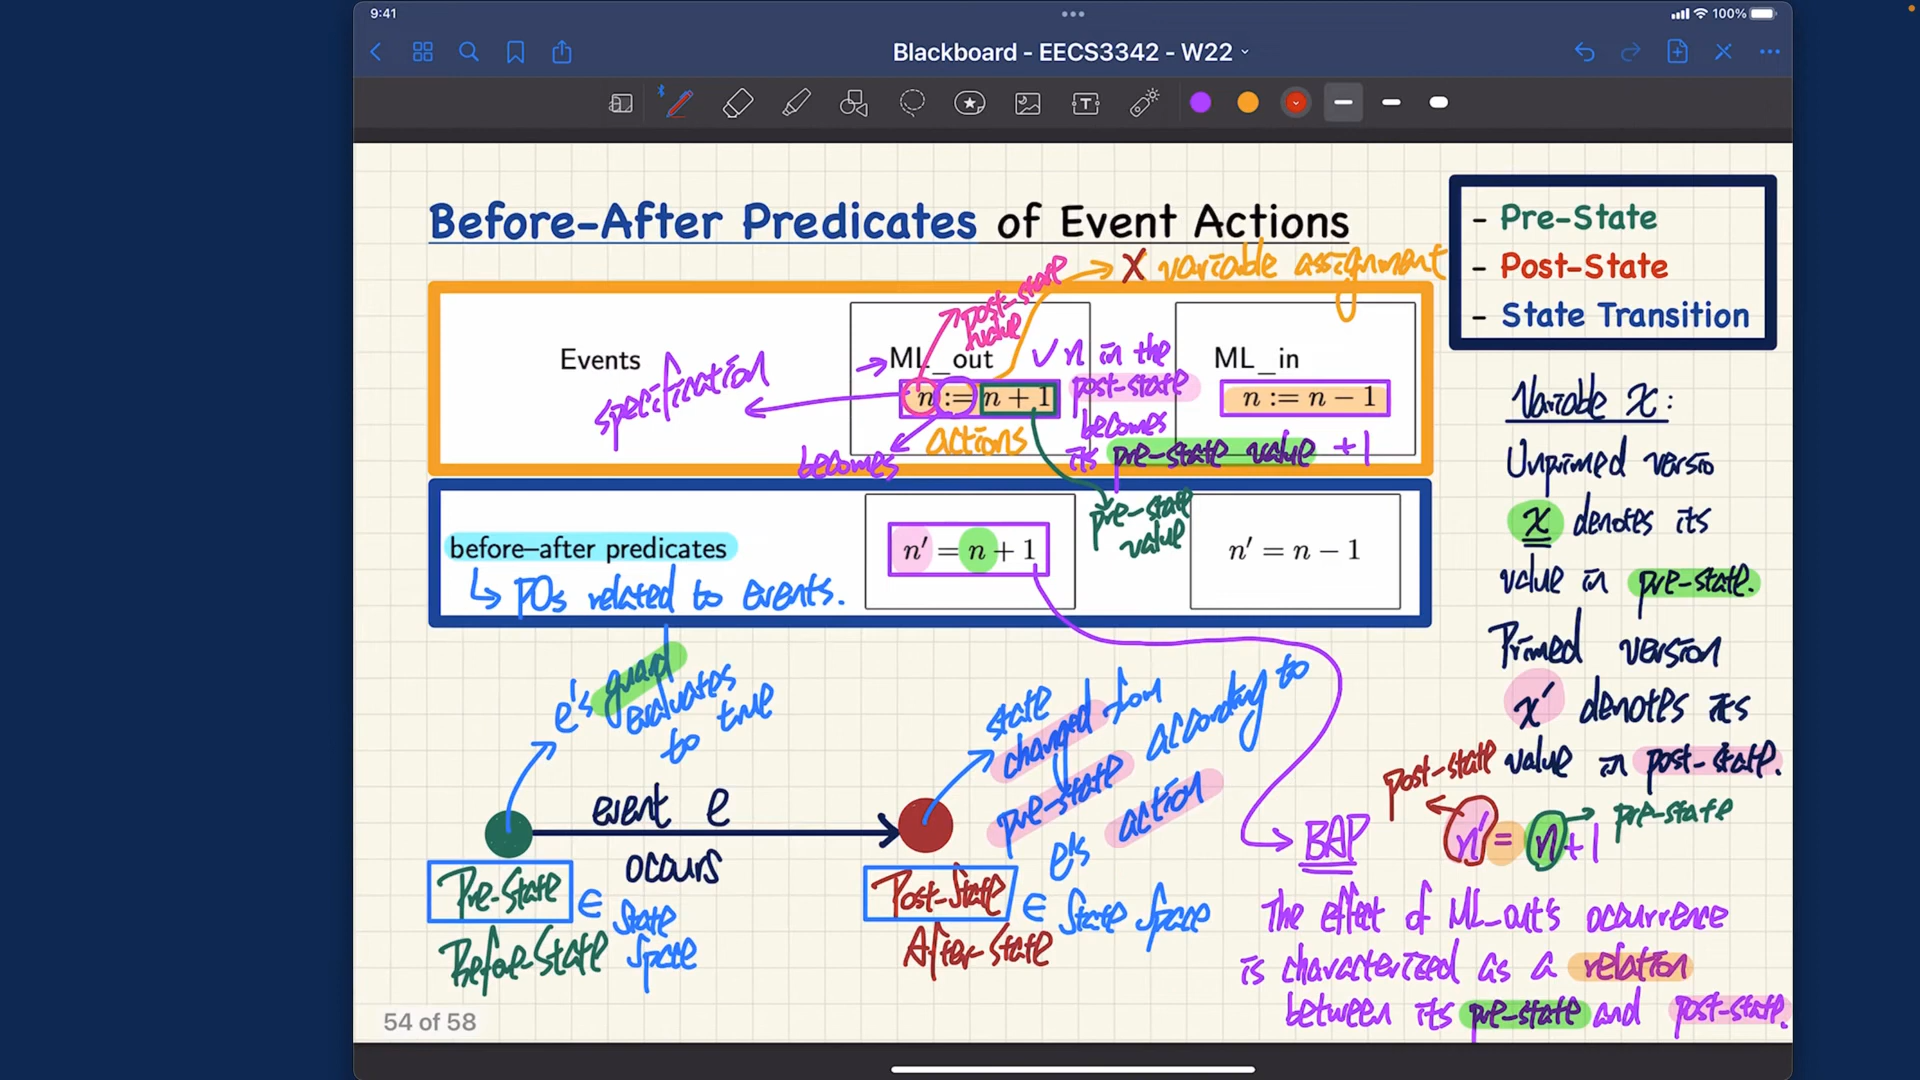 9:41
100%
Blackboard - EECS3342 - W22
Before-After Predicates of Event Actions
- Pre-State
- Post-State
- State Transition
X variable assignment
post-state
value
Events
specification
ML_out
n := n + 1
actions
becomes
✓ n in the
post-state
becomes
its pre-state value + 1
ML_in
n := n − 1
before–after predicates
↳ POs related to events.
n′ = n + 1
pre-state
value
n′ = n − 1
Variable x:
Unprimed versio
x denotes its
value in pre-state.
Primed version
x′ denotes its
value in post-state.
e's guard
evaluates
to true
state
changed from
pre-state according to
e's action
event e
occurs
Pre-State ∈ State
Space
Before-State
Post-State ∈ State Space
After-State
post-state
pre-state
BAP n′ = n + 1
The effect of ML_out's occurrence
is characterized as a relation
between its pre-state and post-state.
54 of 58